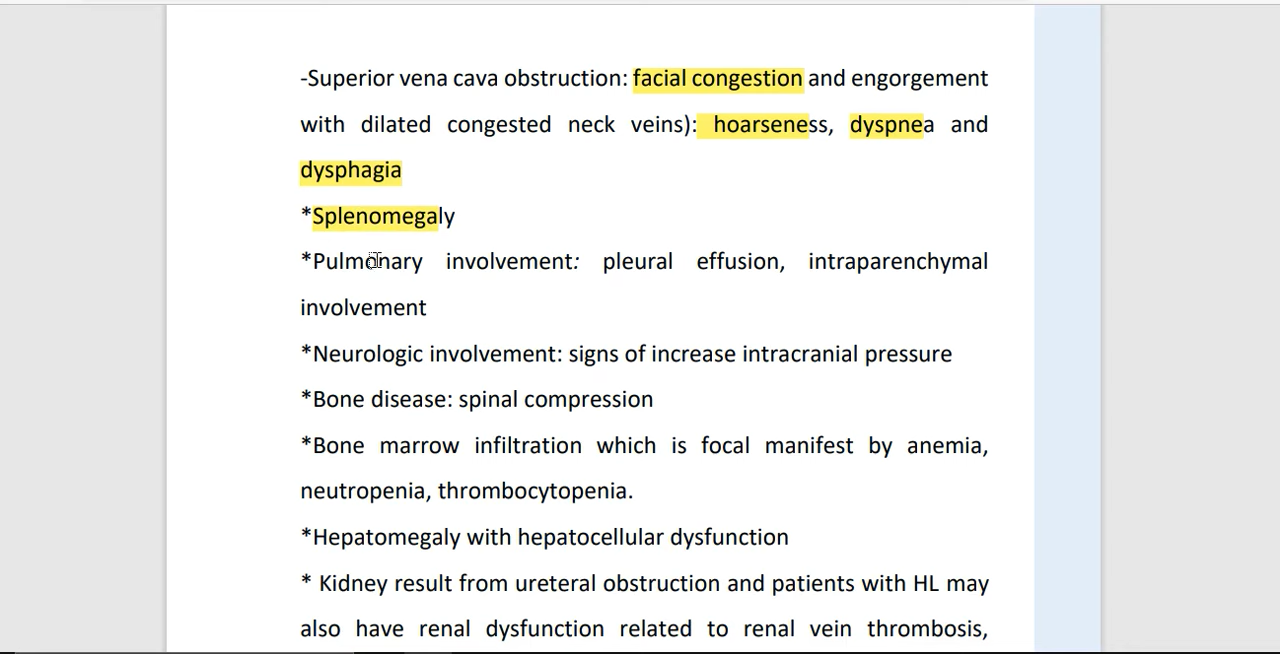 -Superior vena cava obstruction: facial congestion and engorgement
with dilated congested neck veins): hoarseness, dyspnea and
dysphagia
*Splenomegaly
*Pulmonary involvement: pleural effusion, intraparenchymal
involvement
*Neurologic involvement: signs of increase intracranial pressure
*Bone disease: spinal compression
*Bone marrow infiltration which is focal manifest by anemia,
neutropenia, thrombocytopenia.
*Hepatomegaly with hepatocellular dysfunction
* Kidney result from ureteral obstruction and patients with HL may
also have renal dysfunction related to renal vein thrombosis,